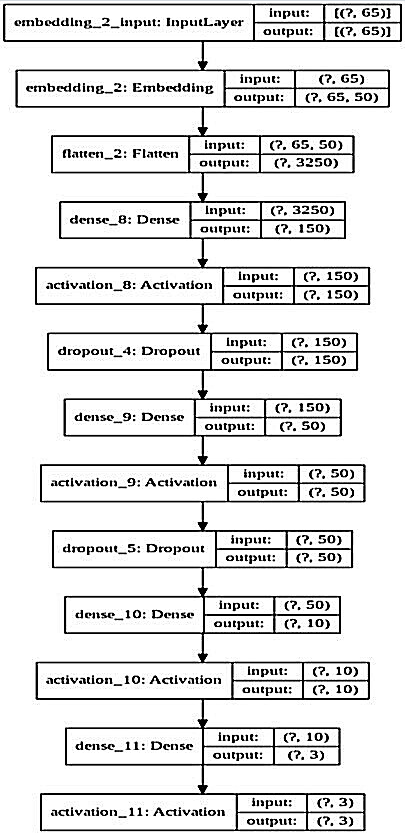 embedding_2_input: InputLayer input: [(?, 65)]
output: [(?, 65)]
embedding_2: Embedding input: (?, 65)
output: (?, 65, 50)
flatten_2: Flatten input: (?, 65, 50)
output: (?, 3250)
dense_8: Dense input: (?, 3250)
output: (?, 150)
activation_8: Activation input: (?, 150)
output: (?, 150)
dropout_4: Dropout input: (?, 150)
output: (?, 150)
dense_9: Dense input: (?, 150)
output: (?, 50)
activation_9: Activation input: (?, 50)
output: (?, 50)
dropout_5: Dropout input: (?, 50)
output: (?, 50)
dense_10: Dense input: (?, 50)
output: (?, 10)
activation_10: Activation input: (?, 10)
output: (?, 10)
dense_11: Dense input: (?, 10)
output: (?, 3)
activation_11: Activation input: (?, 3)
output: (?, 3)